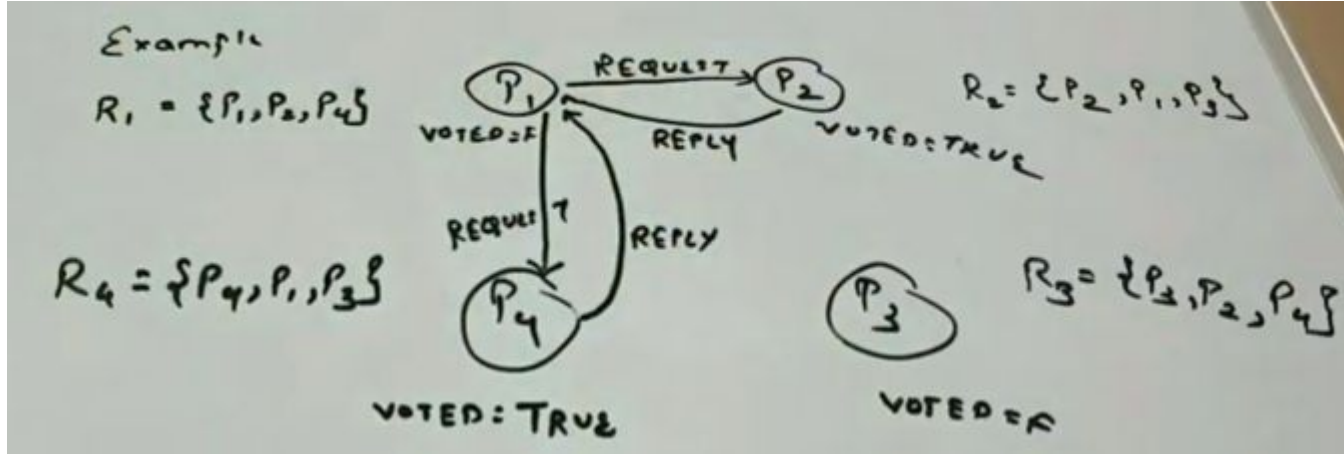 Example
R1 = {P1, P2, P4}
P1
REQUEST
P2
R2 = {P2, P1, P3}
VOTED=F
REPLY
VOTED=TRUE
REQUEST
REPLY
R4 = {P4, P1, P3}
P4
P3
R3 = {P3, P2, P4}
VOTED=TRUE
VOTED=F